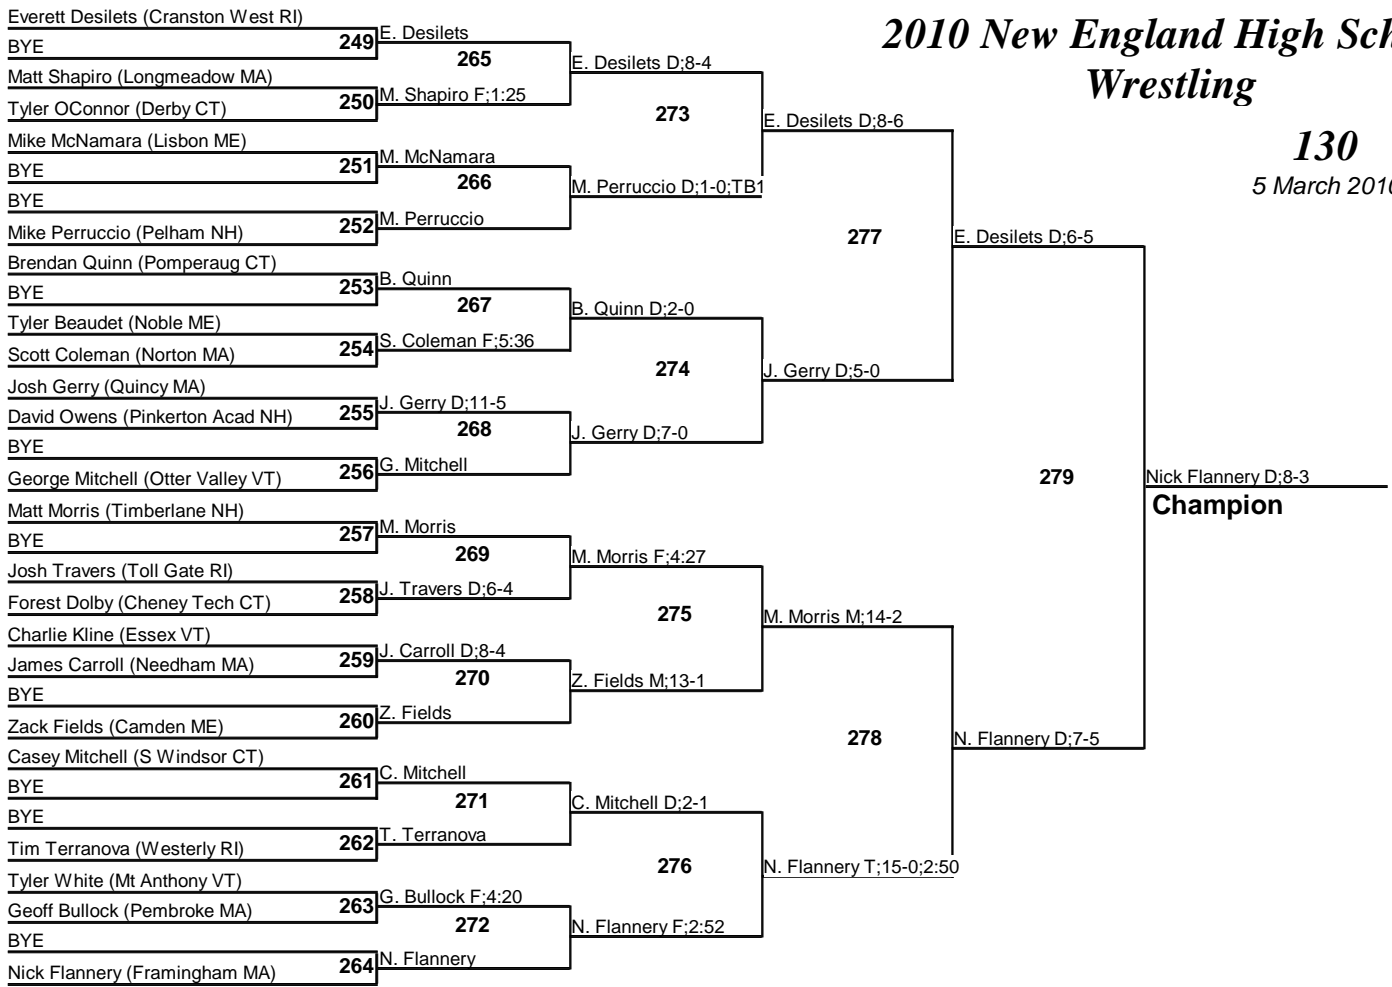 2010 New England High Sch
Wrestling
130
5 March 2010
Everett Desilets (Cranston West RI)
BYE
249
E. Desilets
265
Matt Shapiro (Longmeadow MA)
Tyler OConnor (Derby CT)
250
M. Shapiro F;1:25
E. Desilets D;8-4
273
Mike McNamara (Lisbon ME)
BYE
251
M. McNamara
266
BYE
Mike Perruccio (Pelham NH)
252
M. Perruccio
M. Perruccio D;1-0;TB1
E. Desilets D;8-6
277
Brendan Quinn (Pomperaug CT)
BYE
253
B. Quinn
267
Tyler Beaudet (Noble ME)
Scott Coleman (Norton MA)
254
S. Coleman F;5:36
B. Quinn D;2-0
274
Josh Gerry (Quincy MA)
David Owens (Pinkerton Acad NH)
255
J. Gerry D;11-5
268
BYE
George Mitchell (Otter Valley VT)
256
G. Mitchell
J. Gerry D;7-0
J. Gerry D;5-0
E. Desilets D;6-5
279
Matt Morris (Timberlane NH)
BYE
257
M. Morris
269
Josh Travers (Toll Gate RI)
Forest Dolby (Cheney Tech CT)
258
J. Travers D;6-4
M. Morris F;4:27
275
Charlie Kline (Essex VT)
James Carroll (Needham MA)
259
J. Carroll D;8-4
270
BYE
Zack Fields (Camden ME)
260
Z. Fields
Z. Fields M;13-1
M. Morris M;14-2
278
Casey Mitchell (S Windsor CT)
BYE
261
C. Mitchell
271
BYE
Tim Terranova (Westerly RI)
262
T. Terranova
C. Mitchell D;2-1
276
Tyler White (Mt Anthony VT)
Geoff Bullock (Pembroke MA)
263
G. Bullock F;4:20
272
BYE
Nick Flannery (Framingham MA)
264
N. Flannery
N. Flannery F;2:52
N. Flannery T;15-0;2:50
N. Flannery D;7-5
Nick Flannery D;8-3
Champion